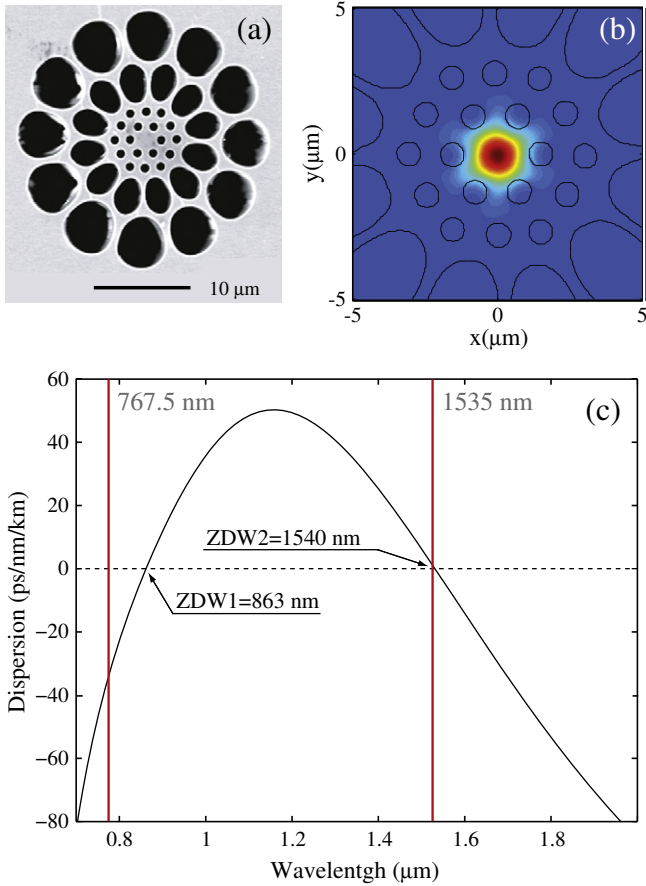 (a)
10 μm
(b)
5
0
-5
y(μm)
-5
0
5
x(μm)
(c)
767.5 nm
1535 nm
ZDW2=1540 nm
ZDW1=863 nm
60
40
20
0
−20
−40
−60
−80
Dispersion (ps/nm/km)
0.8
1
1.2
1.4
1.6
1.8
Wavelentgh (μm)